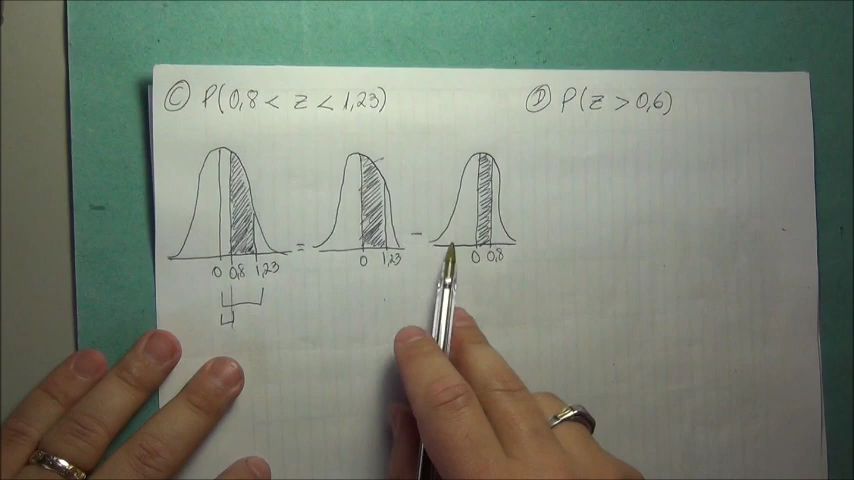 Ⓒ P(0,8 < z < 1,23)
Ⓓ P(z > 0,6)
= -
0 0,8 1,23
0 1,23
0 0,8